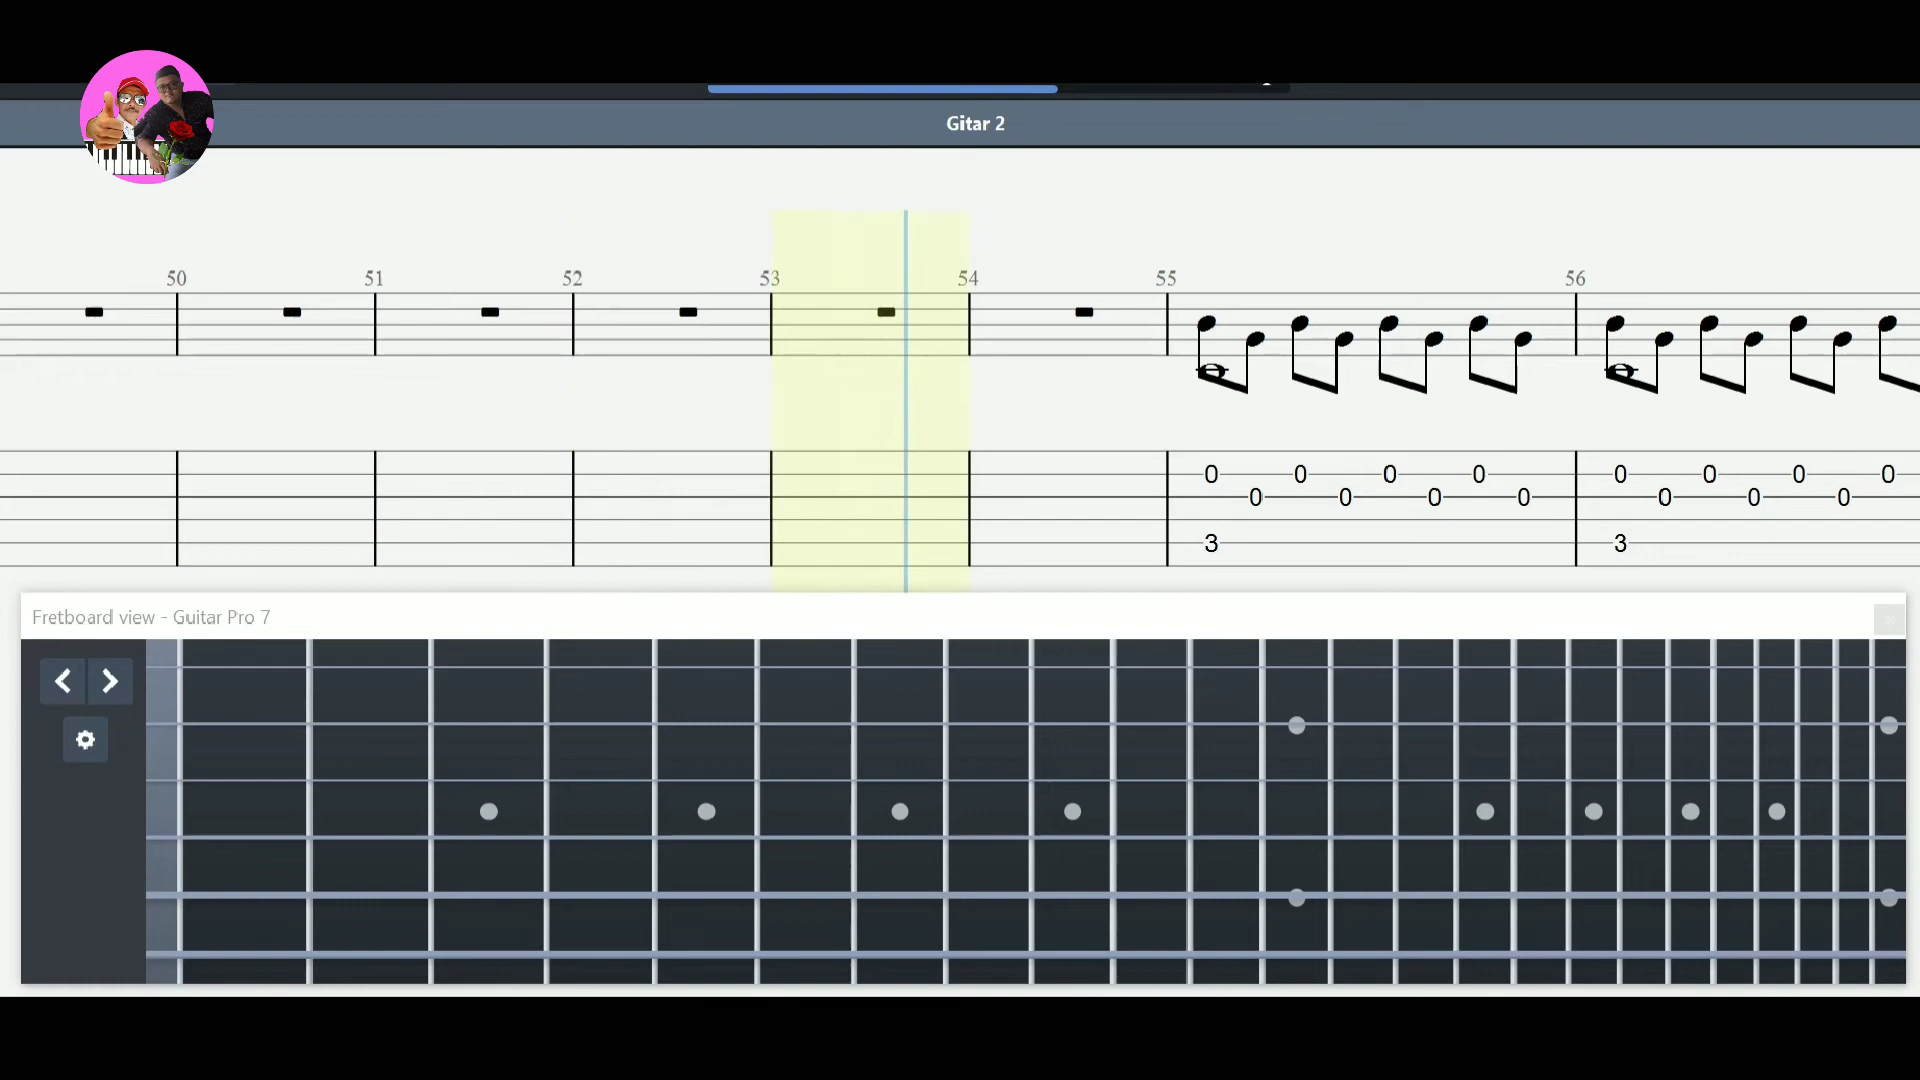 Gitar 2
50 51 52 53 54 55 56
0 0 0 0 0 0 0 0
0 0 0 0 0 0 0
3 3
Fretboard view - Guitar Pro 7